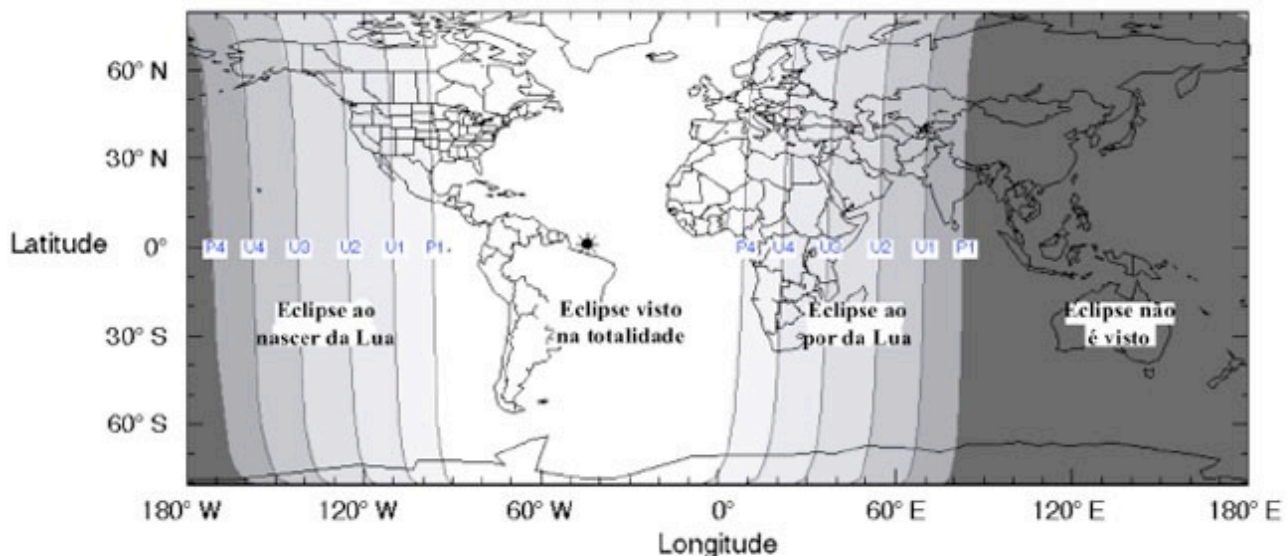 60° N
30° N
Latitude 0°
P4 U4 U3 U2 U1 P1 P4 U4 U3 U2 U1 P1
Eclipse ao
nascer da Lua
Eclipse visto
na totalidade
Eclipse ao
por da Lua
Eclipse não
é visto
30° S
60° S
180° W 120° W 60° W 0° 60° E 120° E 180° E
Longitude